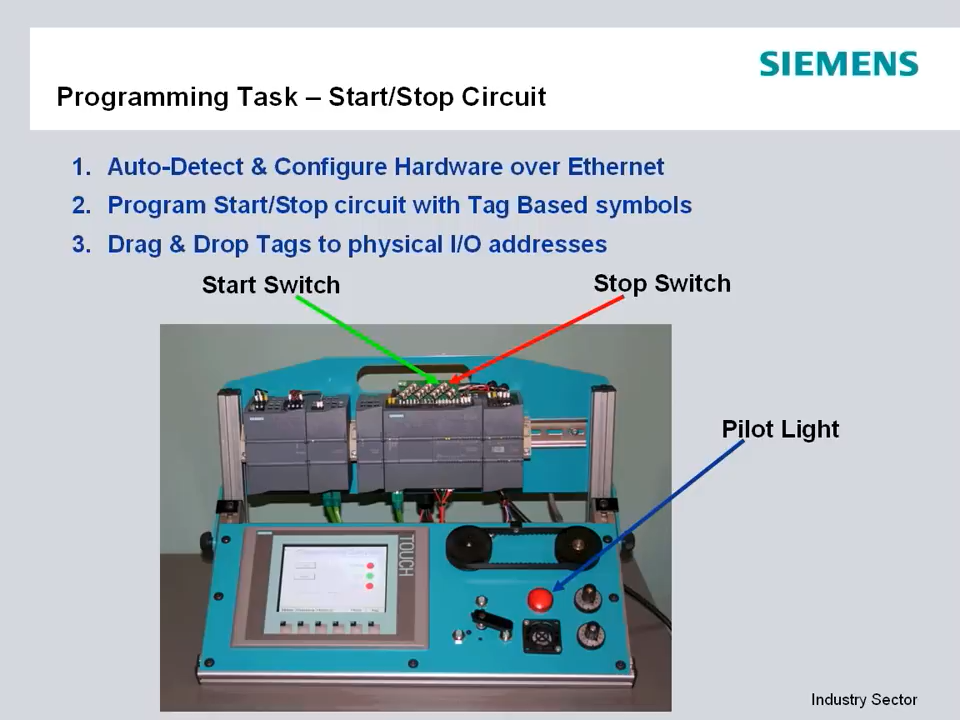 SIEMENS
Programming Task – Start/Stop Circuit
1. Auto-Detect & Configure Hardware over Ethernet
2. Program Start/Stop circuit with Tag Based symbols
3. Drag & Drop Tags to physical I/O addresses
Start Switch
Stop Switch
Pilot Light
TOUCH
Industry Sector